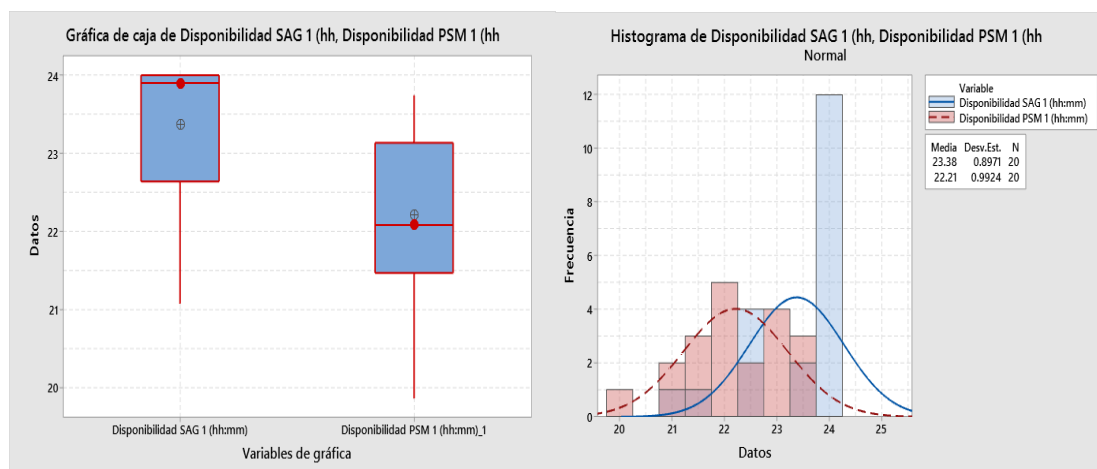 Gráfica de caja de Disponibilidad SAG 1 (hh, Disponibilidad PSM 1 (hh
Datos
24
23
22
21
20
Disponibilidad SAG 1 (hh:mm)
Disponibilidad PSM 1 (hh:mm)_1
Variables de gráfica
Histograma de Disponibilidad SAG 1 (hh, Disponibilidad PSM 1 (hh
Normal
Frecuencia
12
10
8
6
4
2
0
20 21 22 23 24 25
Datos
Variable
Disponibilidad SAG 1 (hh:mm)
Disponibilidad PSM 1 (hh:mm)
Media Desv.Est. N
23.38 0.8971 20
22.21 0.9924 20